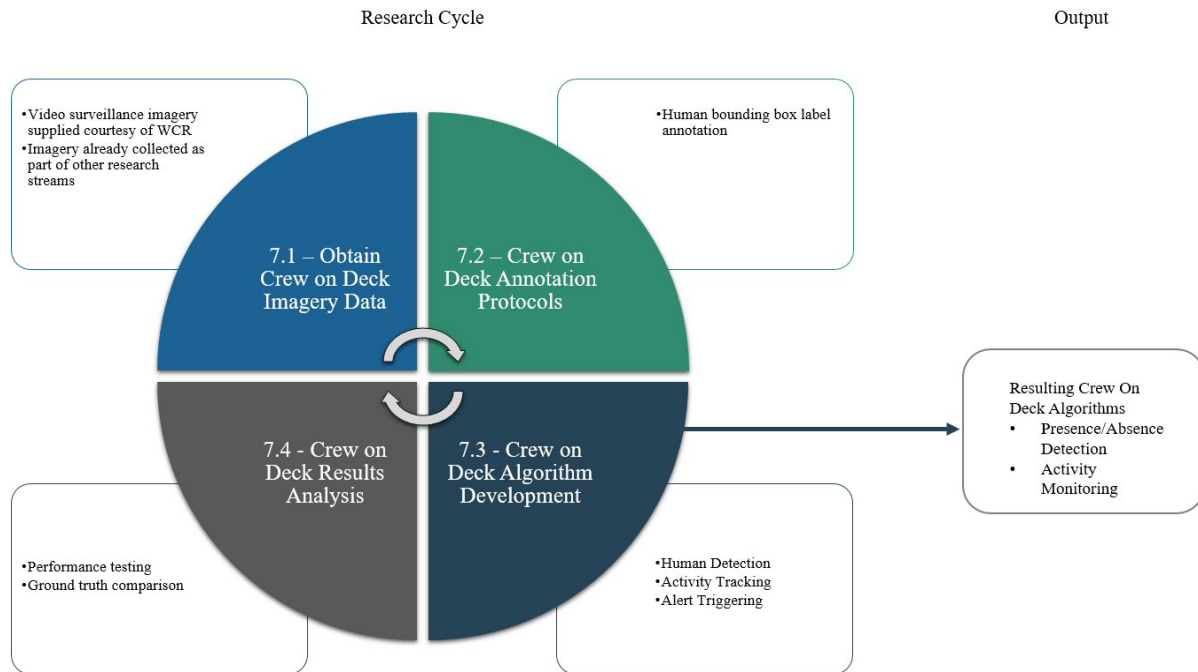 Research Cycle
Output
•Video surveillance imagery
supplied courtesy of WCR
•Imagery already collected as
part of other research
streams
•Human bounding box label
annotation
7.1 – Obtain
Crew on Deck
Imagery Data
7.2 – Crew on
Deck Annotation
Protocols
7.4 - Crew on
Deck Results
Analysis
7.3 - Crew on
Deck Algorithm
Development
Resulting Crew On
Deck Algorithms
• Presence/Absence
Detection
• Activity
Monitoring
•Performance testing
•Ground truth comparison
•Human Detection
•Activity Tracking
•Alert Triggering